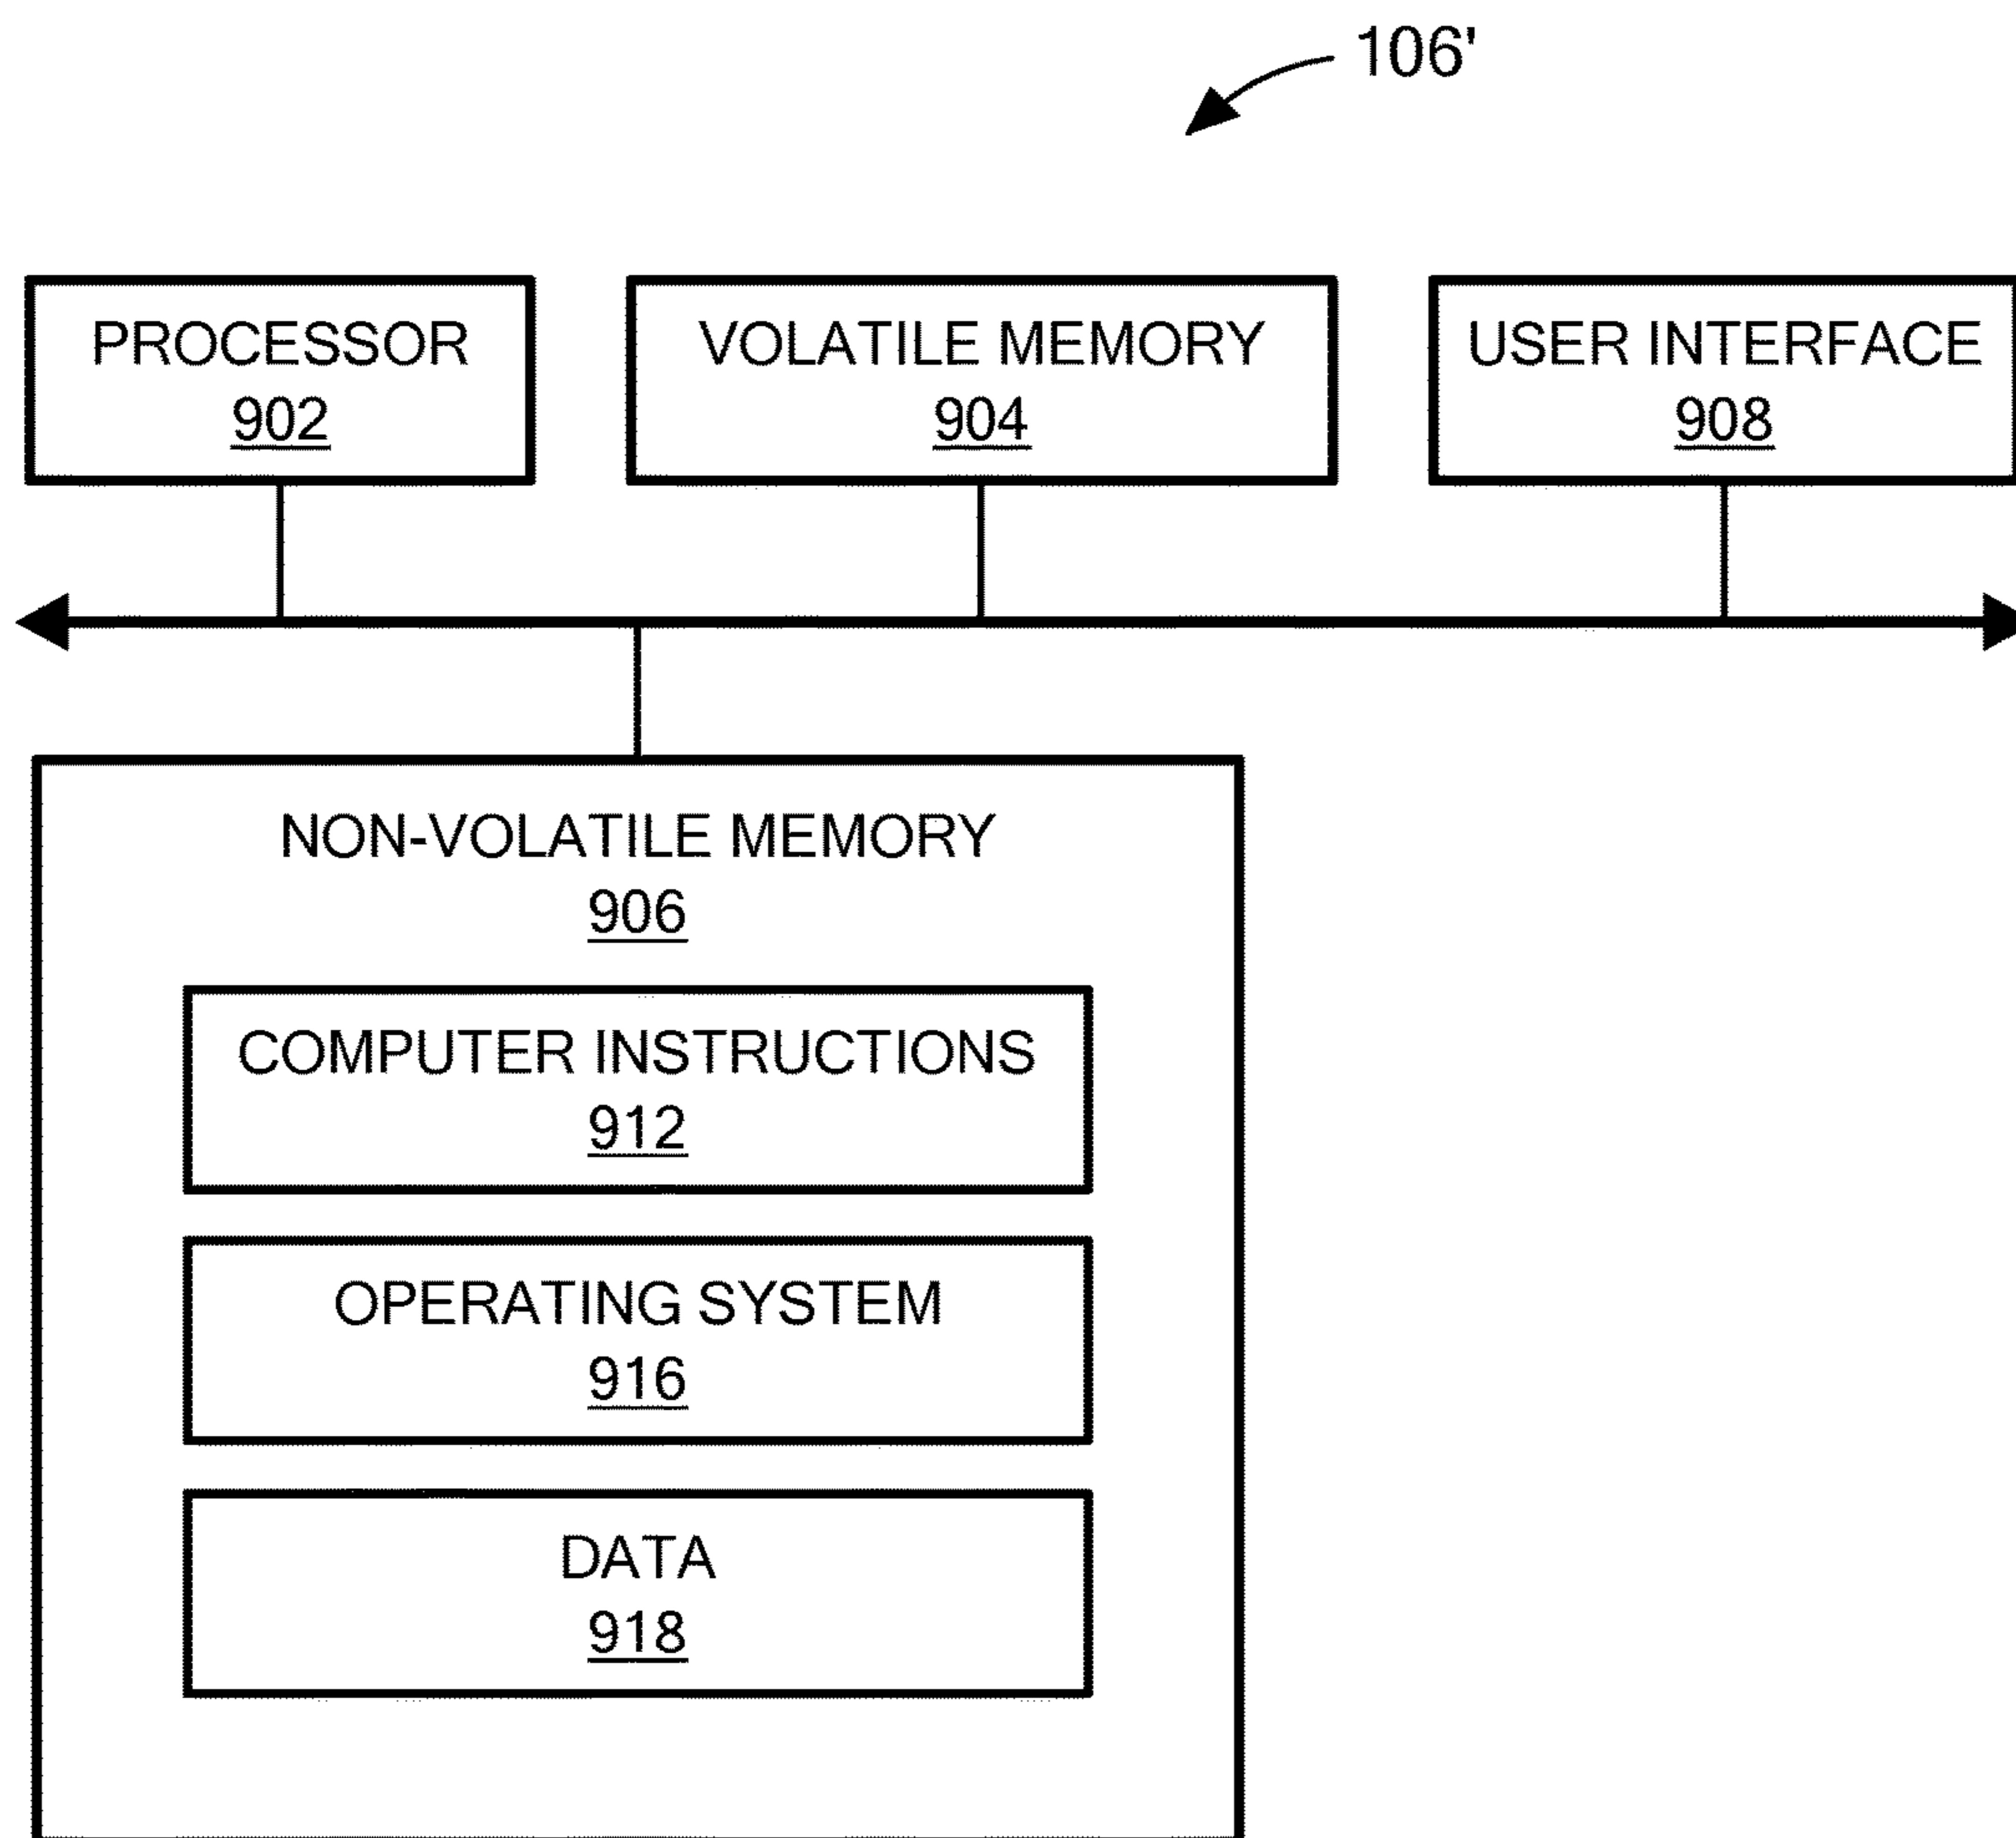 106'
PROCESSOR
902
VOLATILE MEMORY
904
USER INTERFACE
908
NON-VOLATILE MEMORY
906
COMPUTER INSTRUCTIONS
912
OPERATING SYSTEM
916
DATA
918